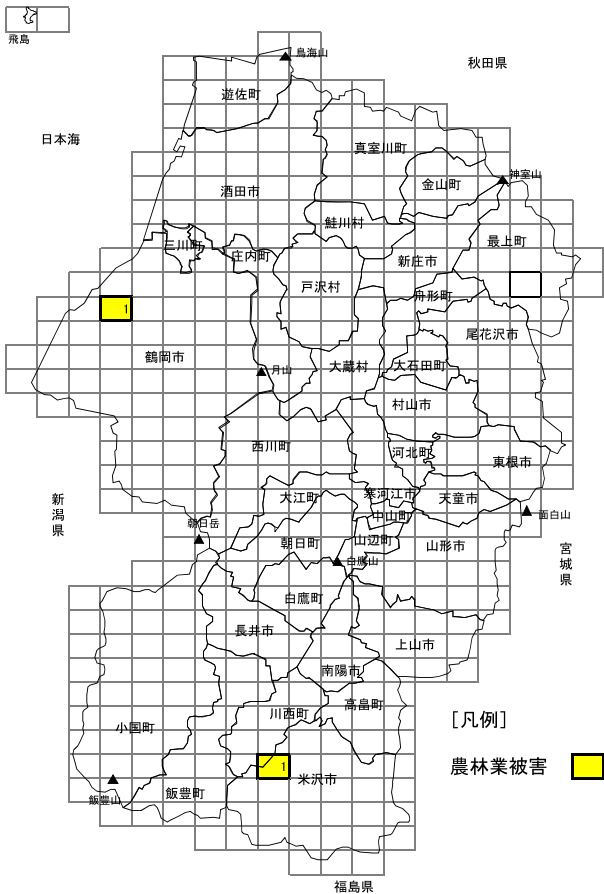 飛島
鳥海山
秋田県
遊佐町
日本海
真室川町
神室山
金山町
酒田市
鮭川村
最上町
三川町
庄内町
新庄市
戸沢村
舟形町
1
尾花沢市
鶴岡市
大蔵村
大石田町
月山
村山市
西川町
河北町
東根市
新潟県
大江町
寒河江市
天童市
中山町
面白山
朝日岳
朝日町
山辺町
山形市
宮城県
白鷹山
白鷹町
長井市
上山市
南陽市
高畠町
川西町
[凡例]
小国町
1
農林業被害
米沢市
飯豊町
飯豊山
福島県